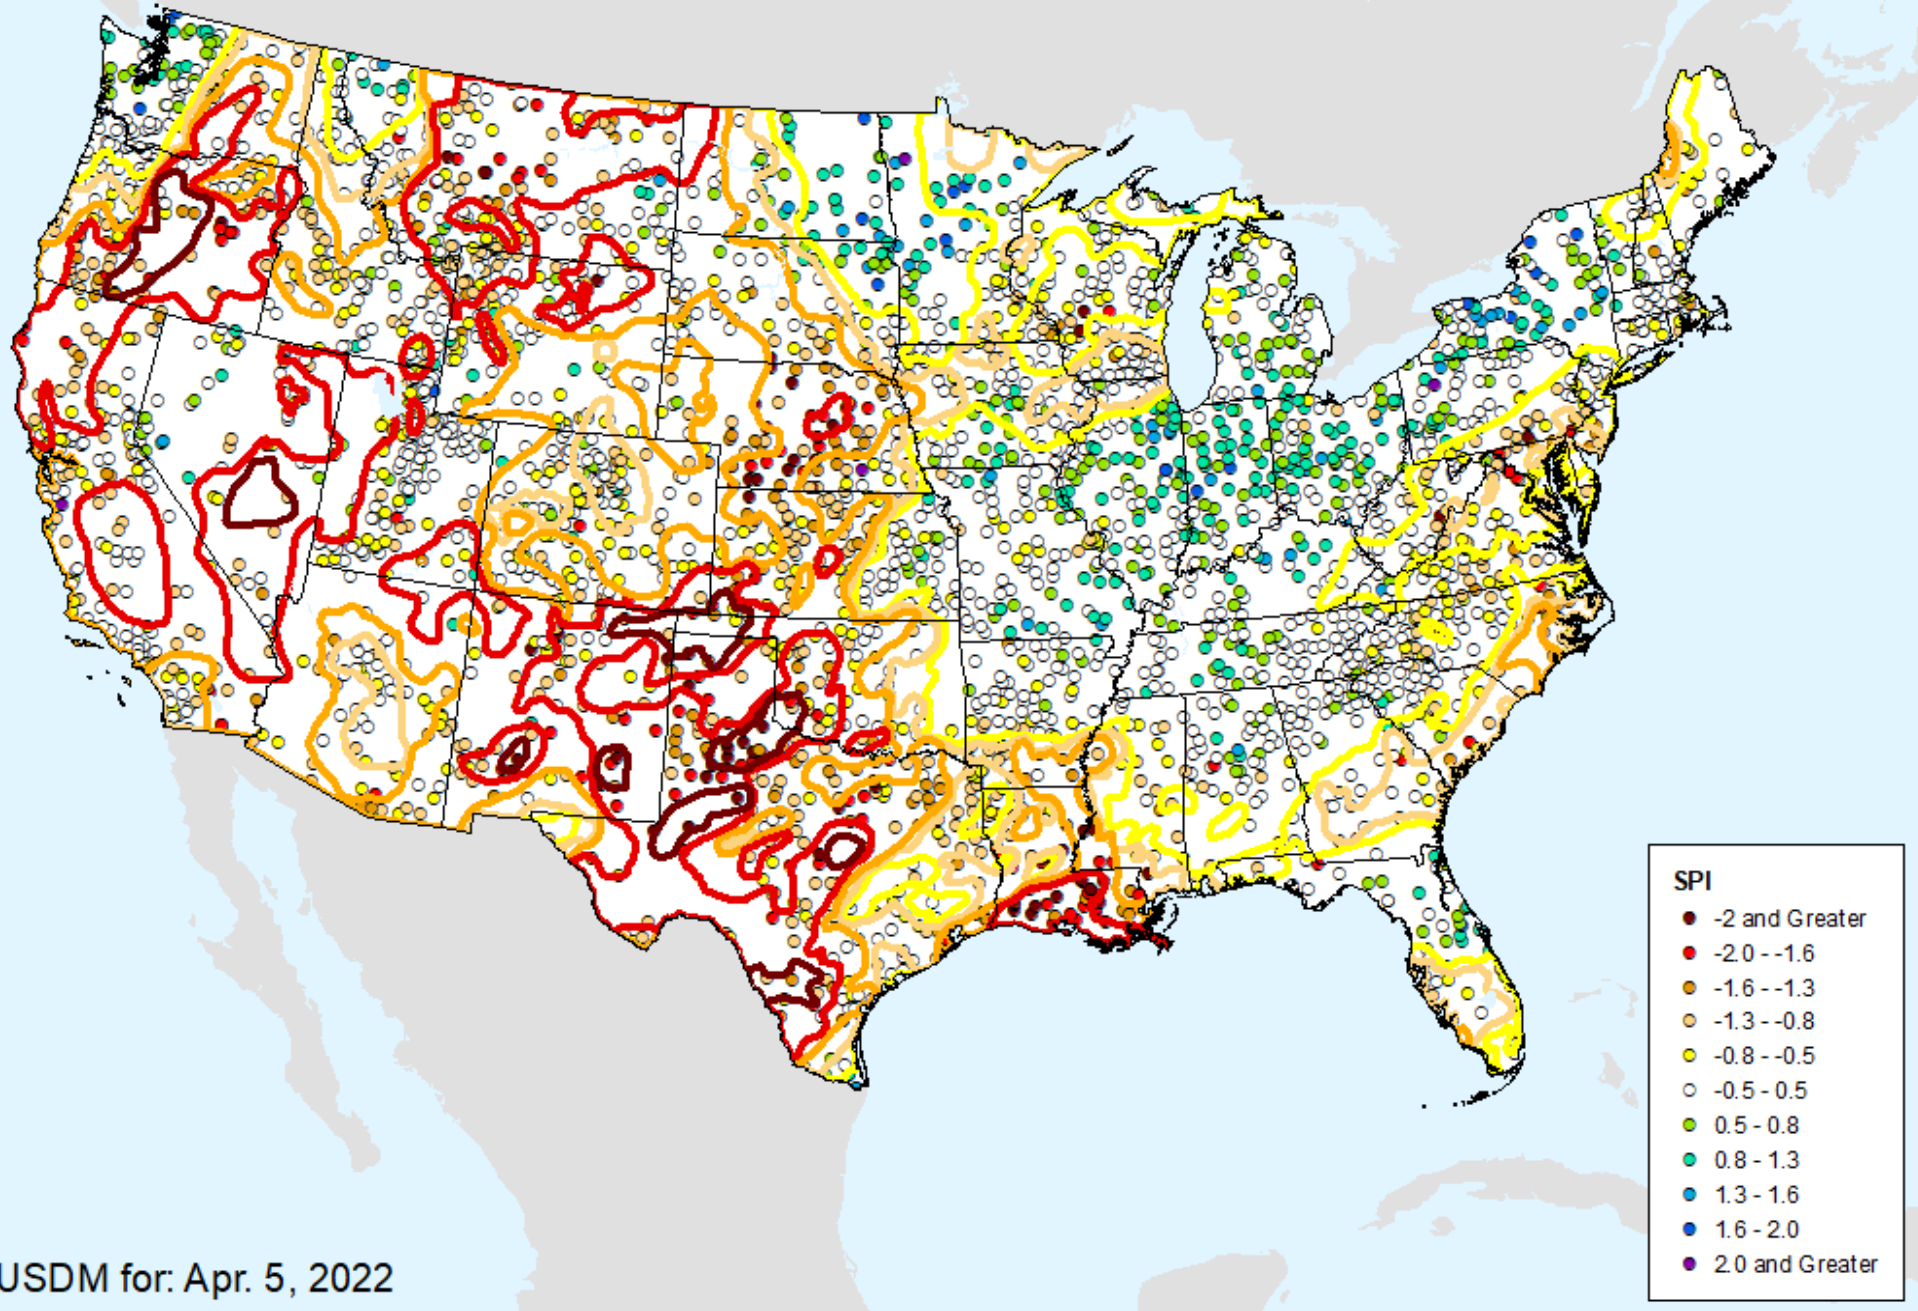 SPI
-2 and Greater
-2.0 - -1.6
-1.6 - -1.3
-1.3 - -0.8
-0.8 - -0.5
-0.5 - 0.5
0.5 - 0.8
0.8 - 1.3
1.3 - 1.6
1.6 - 2.0
2.0 and Greater
USDM for: Apr. 5, 2022